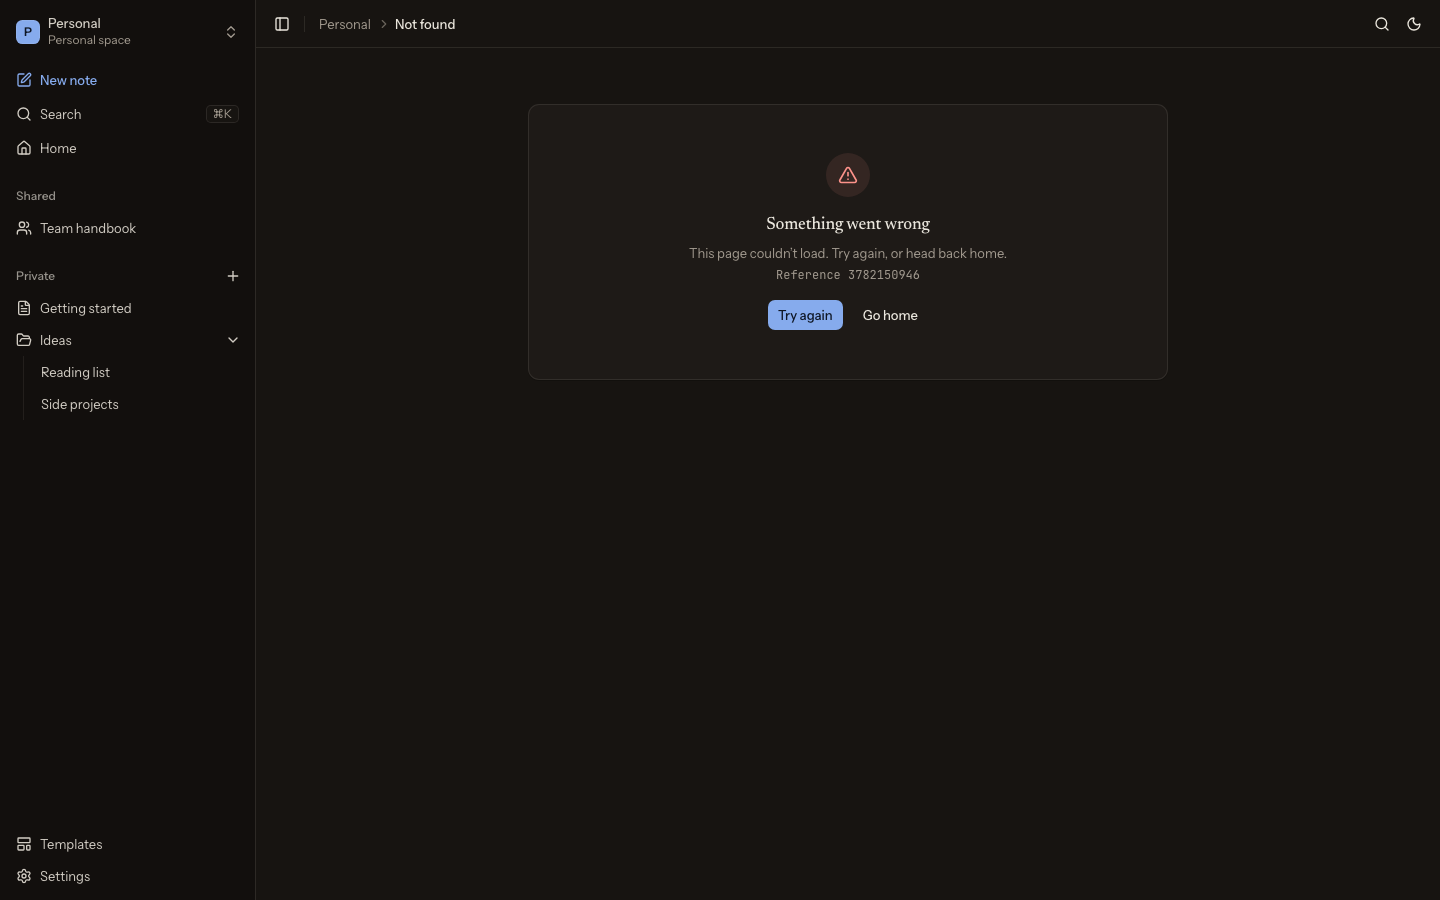 P
Personal
Personal space
New note
Search
⌘K
Home
Shared
Team handbook
Private
Getting started
Ideas
Reading list
Side projects
Templates
Settings
Personal
Not found
Something went wrong
This page couldn’t load. Try again, or head back home.
Reference 3782150946
Try again
Go home